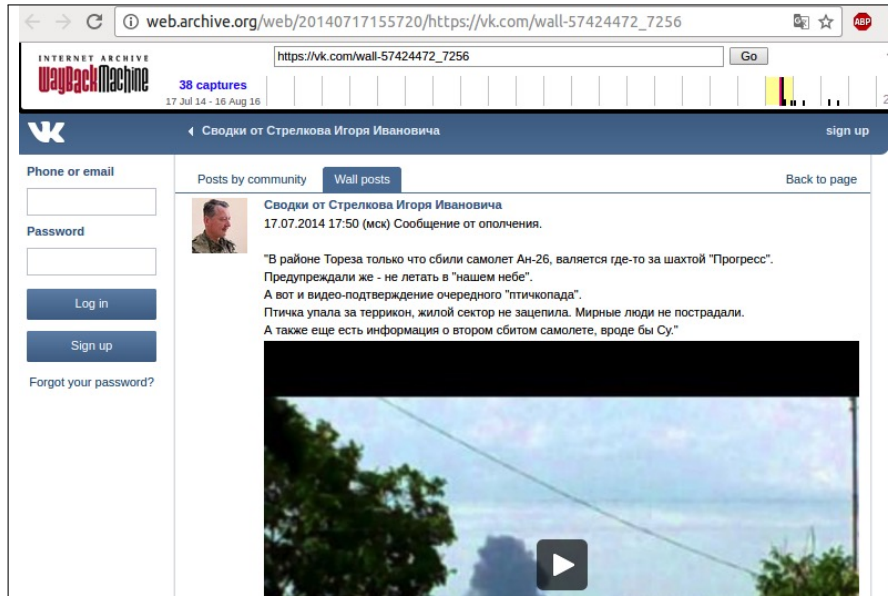 web.archive.org/web/20140717155720/https://vk.com/wall-57424472_7256
ABP
INTERNET ARCHIVE
WayBackMachine
https://vk.com/wall-57424472_7256
Go
38 captures
17 Jul 14 - 16 Aug 16
Сводки от Стрелкова Игоря Ивановича
sign up
Phone or email
Password
Log in
Sign up
Forgot your password?
Posts by community
Wall posts
Back to page
Сводки от Стрелкова Игоря Ивановича
17.07.2014 17:50 (мск) Сообщение от ополчения.
"В районе Тореза только что сбили самолет Ан-26, валяется где-то за шахтой "Прогресс".
Предупреждали же - не летать в "нашем небе".
А вот и видео-подтверждение очередного "птичкопада".
Птичка упала за террикон, жилой сектор не зацепила. Мирные люди не пострадали.
А также еще есть информация о втором сбитом самолете, вроде бы Су."